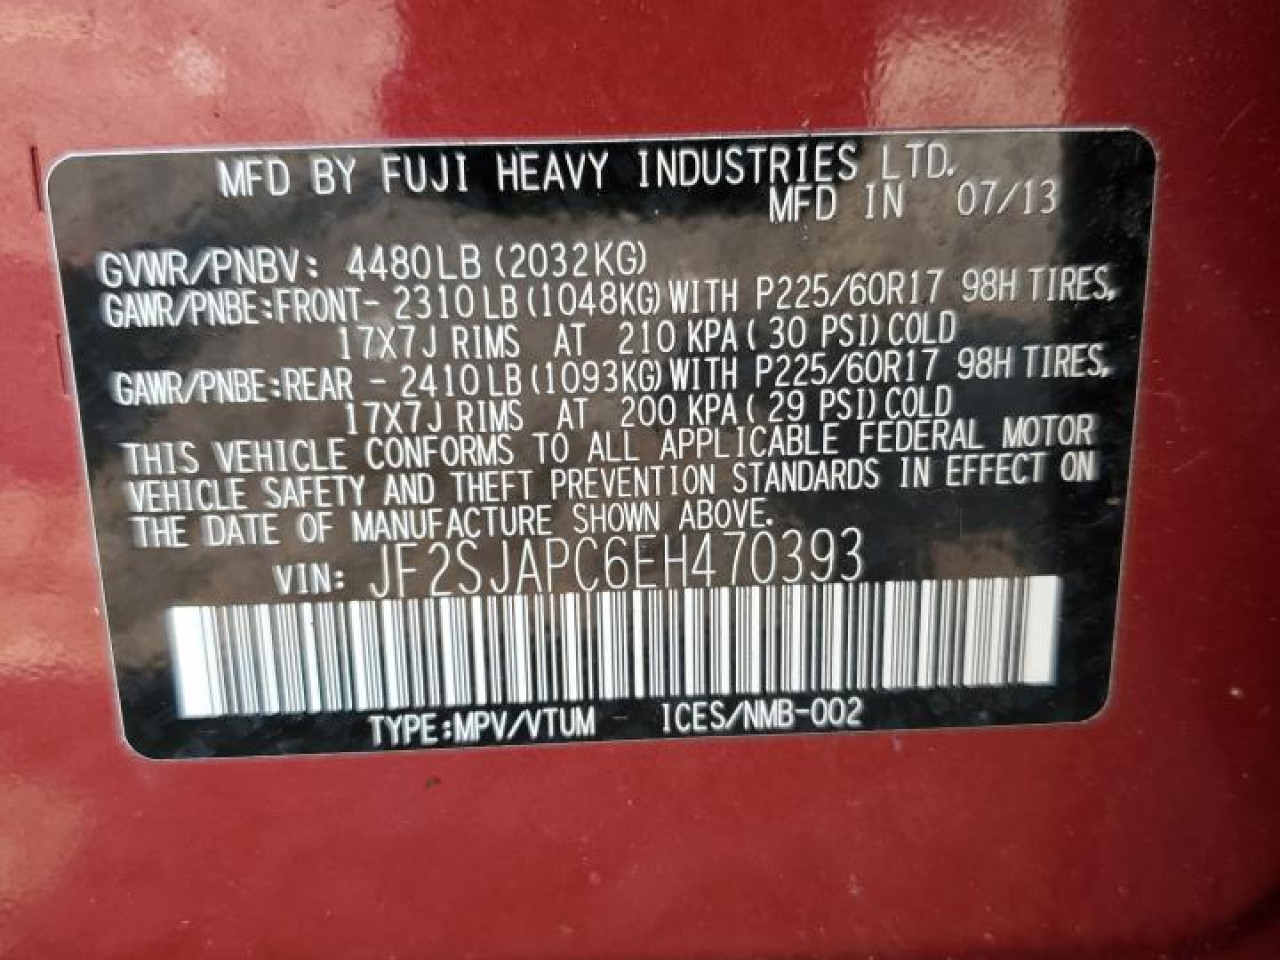 MFD BY FUJI HEAVY INDUSTRIES LTD.
MFD IN 07/13
GVWR/PNBV: 4480LB (2032KG)
GAWR/PNBE:FRONT- 2310LB (1048KG) WITH P225/60R17 98H TIRES,
17X7J RIMS AT 210 KPA( 30 PSI) COLD
GAWR/PNBE:REAR - 2410LB (1093KG) WITH P225/60R17 98H TIRES,
17X7J RIMS AT 200 KPA( 29 PSI) COLD
THIS VEHICLE CONFORMS TO ALL APPLICABLE FEDERAL MOTOR
VEHICLE SAFETY AND THEFT PREVENTION STANDARDS IN EFFECT ON
THE DATE OF MANUFACTURE SHOWN ABOVE.
VIN: JF2SJAPC6EH470393
TYPE:MPV/VTUM ICES/NMB-002